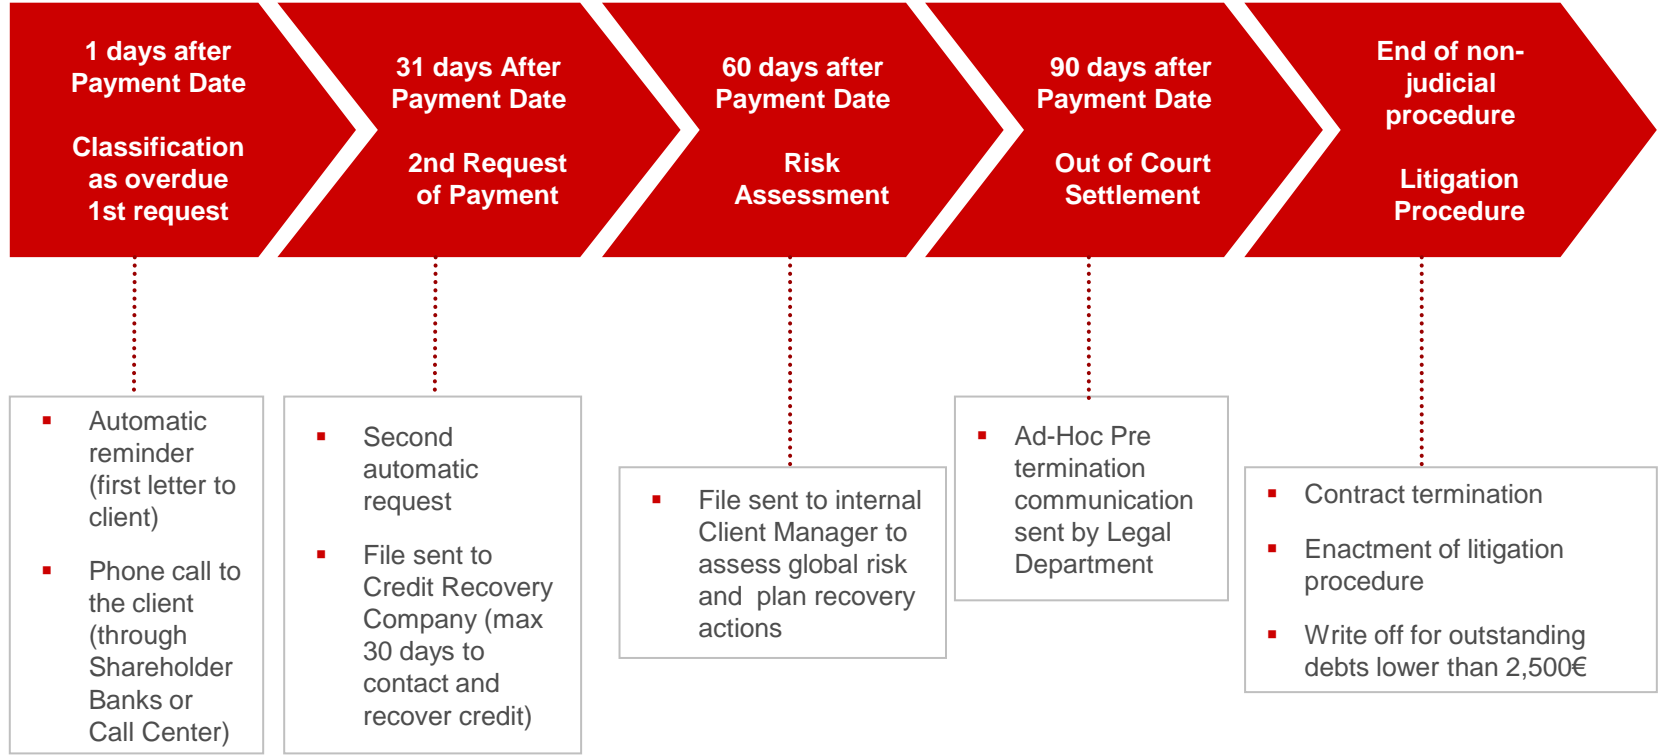 1 days after
Payment Date
Classification
as overdue
1st request
31 days After
Payment Date
2nd Request
of Payment
60 days after
Payment Date
Risk
Assessment
90 days after
Payment Date
Out of Court
Settlement
End of non-
judicial
procedure
Litigation
Procedure
Automatic
reminder
(first letter to
client)
Phone call to
the client
(through
Shareholder
Banks or
Call Center)
Second
automatic
request
File sent to
Credit Recovery
Company (max
30 days to
contact and
recover credit)
File sent to internal
Client Manager to
assess global risk
and plan recovery
actions
Ad-Hoc Pre
termination
communication
sent by Legal
Department
Contract termination
Enactment of litigation
procedure
Write off for outstanding
debts lower than 2,500€